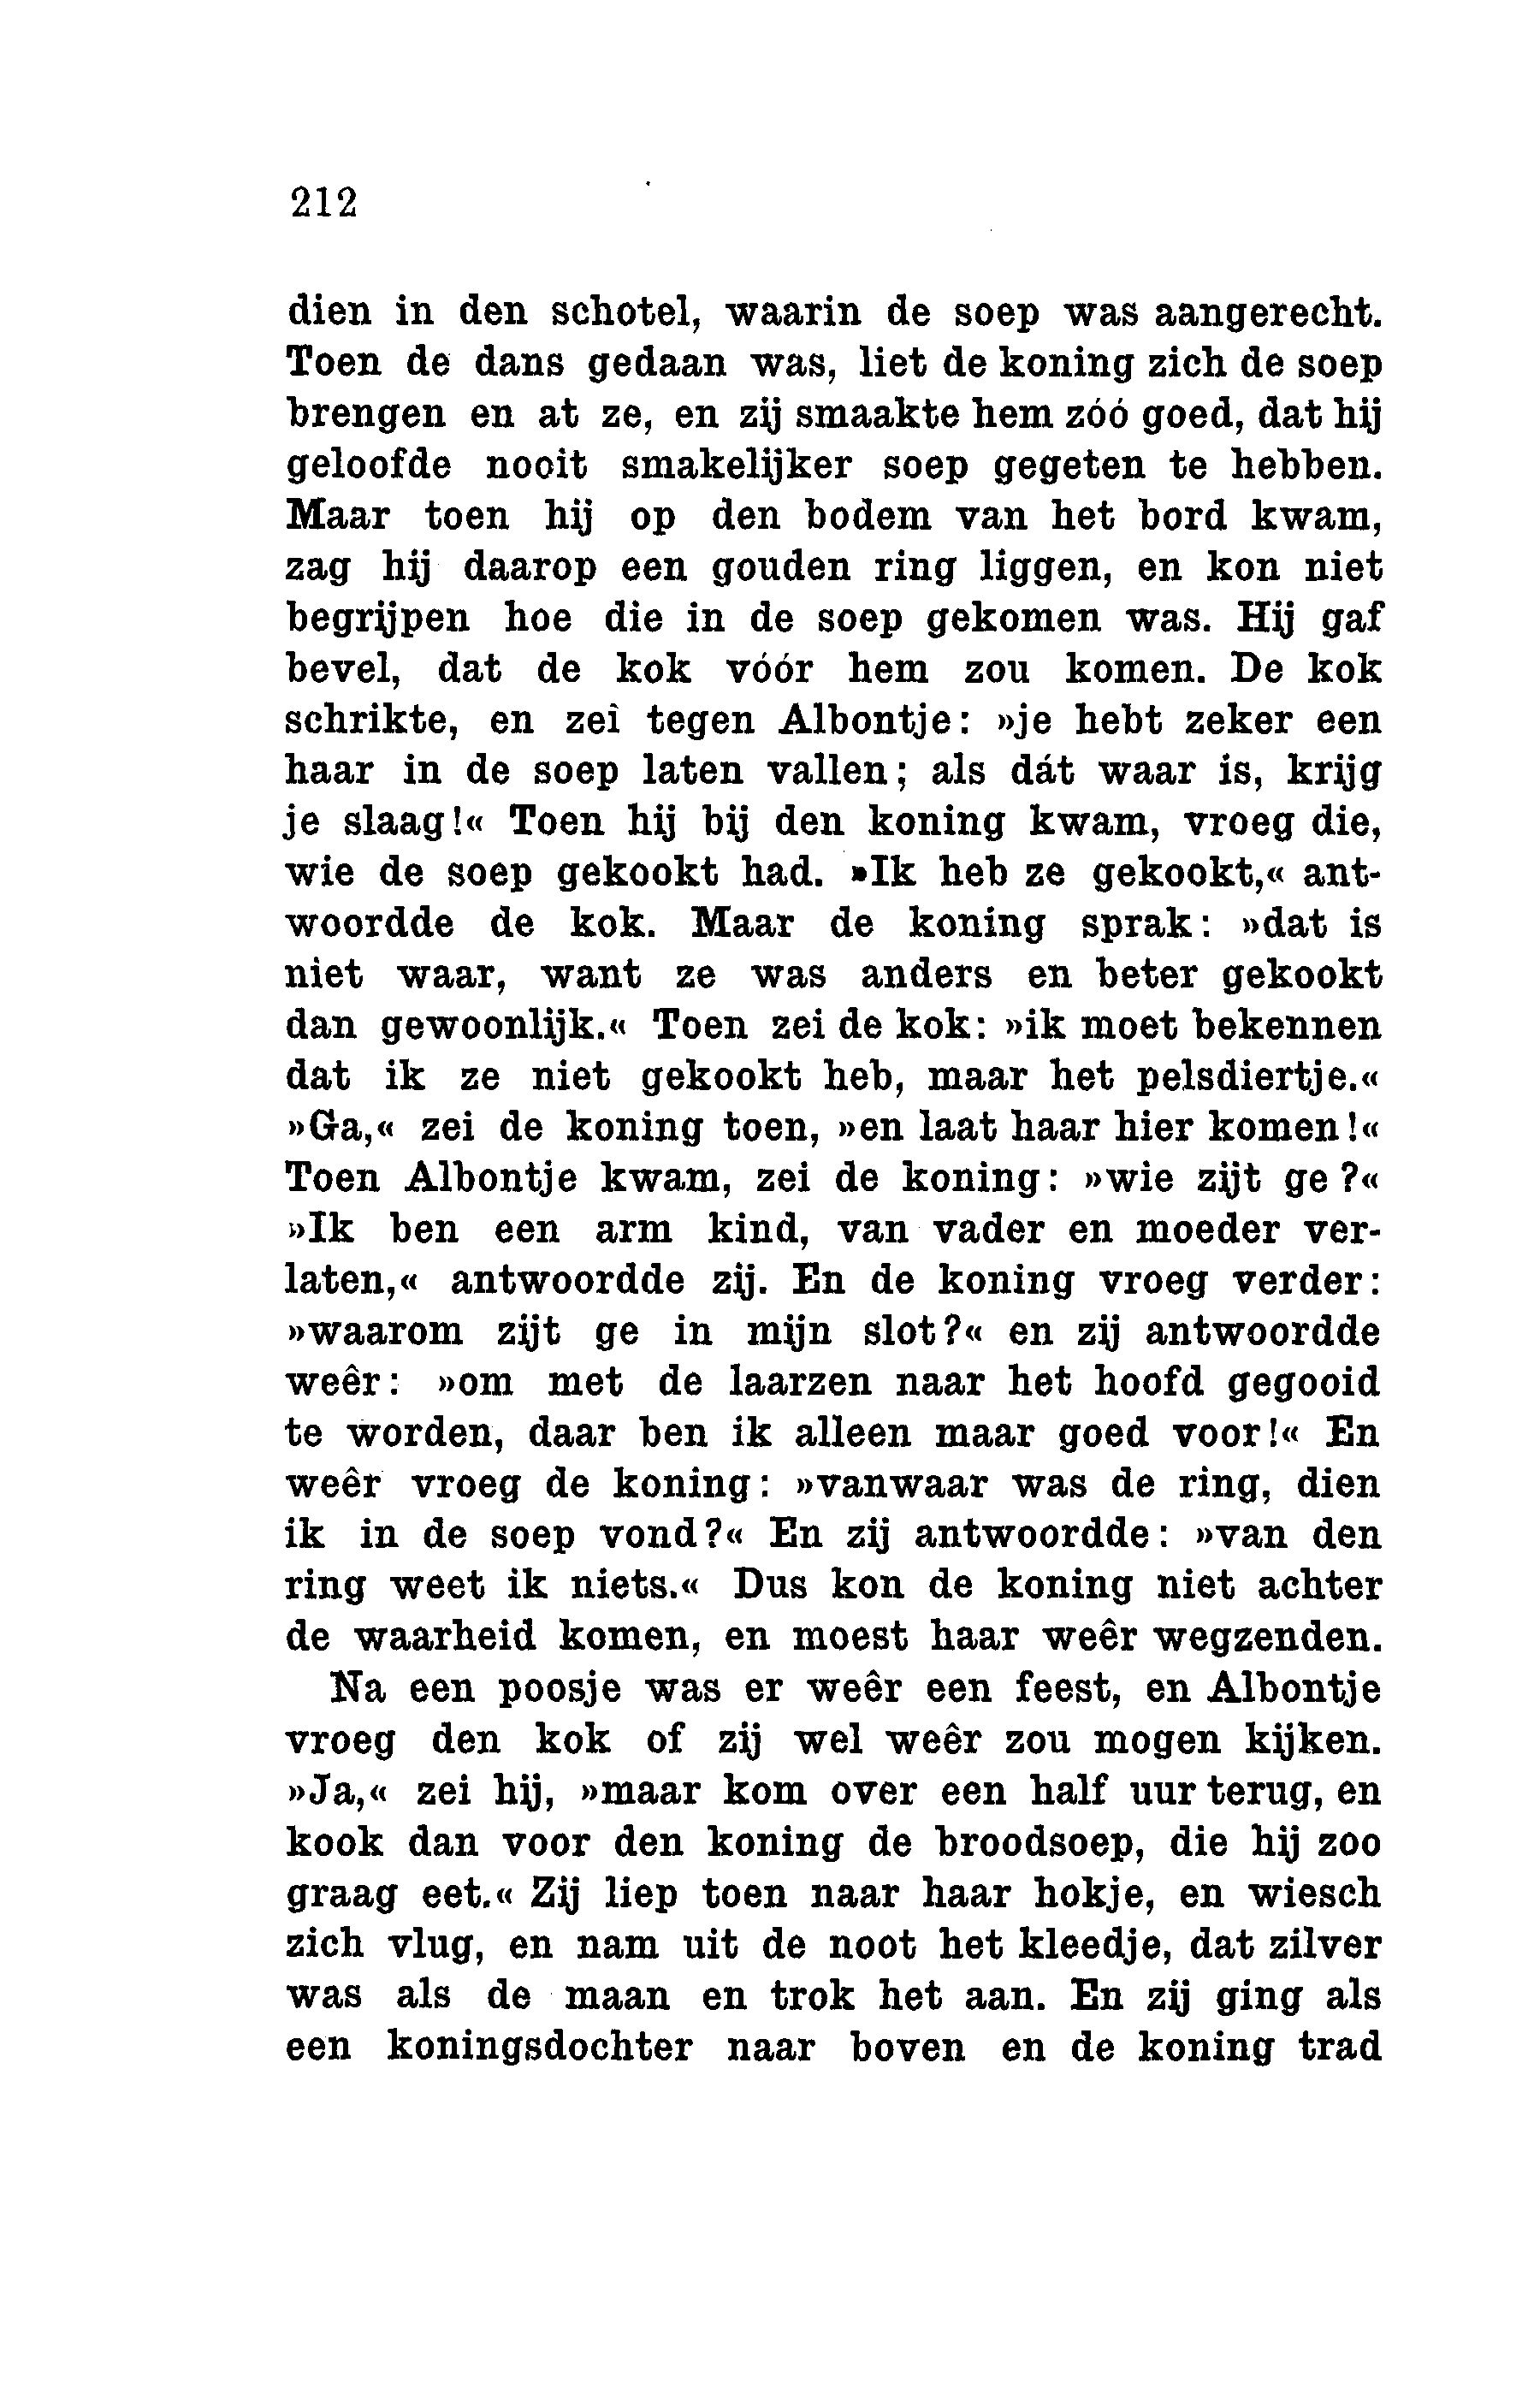 212
dien in den schotel, waarin de soep was aangerecht.
Toen de dans gedaan was, liet de koning zich de soep
brengen en at ze, en zij smaakte hem zóó goed, dat hij
geloofde nooit smakelijker soep gegeten te hebben.
Maar toen hij op den bodem van het bord kwam,
zag hij daarop een gouden ring liggen, en kon niet
begrijpen hoe die in de soep gekomen was. Hij gaf
bevel, dat de kok vóór hem zou komen. De kok
schrikte, en zei tegen Albontje: »je hebt zeker een
haar in de soep laten vallen; als dát waar is, krijg
je slaag!« Toen hij bij den koning kwam, vroeg die,
wie de soep gekookt had. »Ik heb ze gekookt,« ant-
woordde de kok. Maar de koning sprak: »dat is
niet waar, want ze was anders en beter gekookt
dan gewoonlijk.« Toen zei de kok: »ik moet bekennen
dat ik ze niet gekookt heb, maar het pelsdiertje.«
»Ga,« zei de koning toen, »en laat haar hier komen!«
Toen Albontje kwam, zei de koning: »wie zijt ge?«
»Ik ben een arm kind, van vader en moeder ver-
laten,« antwoordde zij. En de koning vroeg verder:
»waarom zijt ge in mijn slot?« en zij antwoordde
weêr: »om met de laarzen naar het hoofd gegooid
te worden, daar ben ik alleen maar goed voor!« En
weêr vroeg de koning: »vanwaar was de ring, dien
ik in de soep vond?« En zij antwoordde: »van den
ring weet ik niets.« Dus kon de koning niet achter
de waarheid komen, en moest haar weêr wegzenden.
Na een poosje was er weêr een feest, en Albontje
vroeg den kok of zij wel weêr zou mogen kijken.
»Ja,« zei hij, »maar kom over een half uur terug, en
kook dan voor den koning de broodsoep, die hij zoo
graag eet.« Zij liep toen naar haar hokje, en wiesch
zich vlug, en nam uit de noot het kleedje, dat zilver
was als de maan en trok het aan. En zij ging als
een koningsdochter naar boven en de koning trad